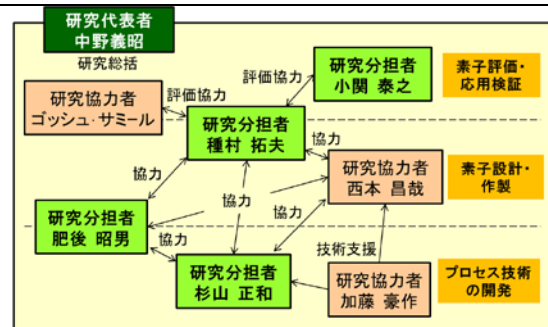 研究代表者
中野義昭
研究総括
研究協力者
ゴッシュ・サミール
評価協力
評価協力
研究分担者
小関 泰之
素子評価・
応用検証
研究分担者
種村 拓夫
協力
研究協力者
西本 昌哉
素子設計・
作製
協力
協力
協力
研究分担者
肥後 昭男
協力
研究分担者
杉山 正和
技術支援
研究協力者
加藤 豪作
プロセス技術
の開発